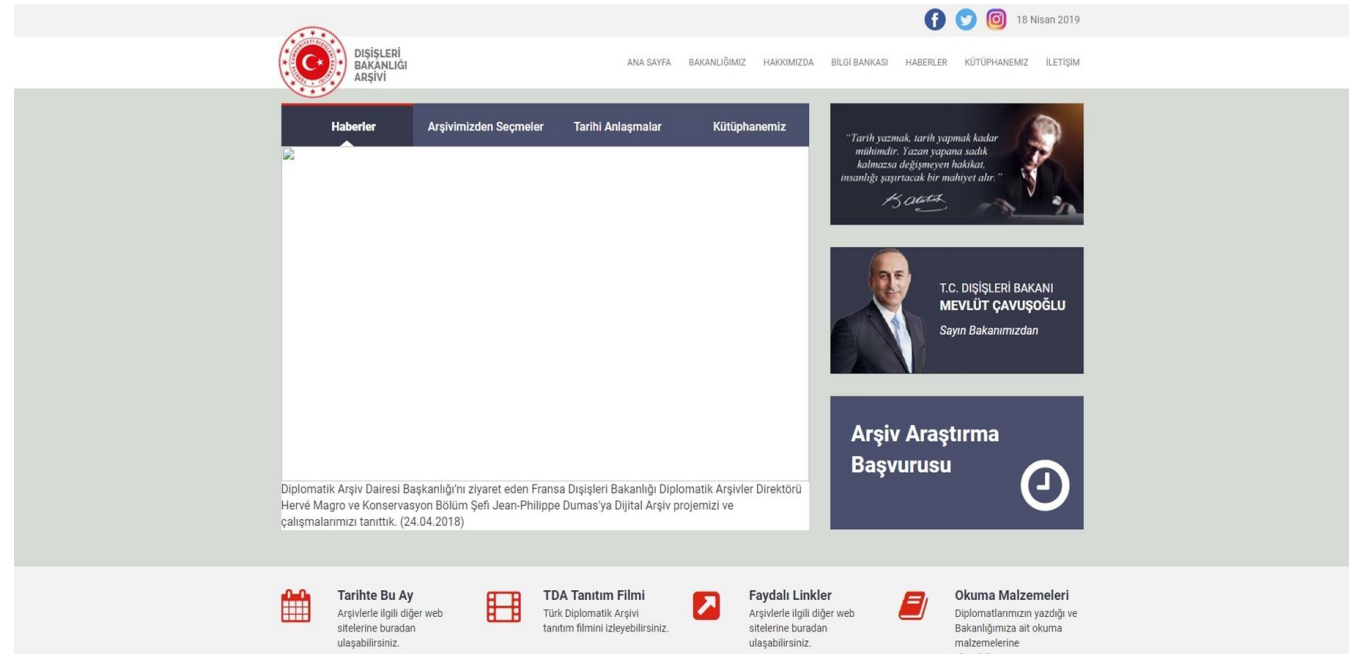 18 Nisan 2019
DIŞİŞLERİ
BAKANLIĞI
ARŞİVİ
ANA SAYFA BAKANLIĞIMIZ HAKKIMIZDA BİLGİ BANKASI HABERLER KÜTÜPHANEMIZ İLETİŞİM
Haberler Arşivimizden Seçmeler Tarihi Anlaşmalar Kütüphanemiz
"Tarih yazmak, tarih yapmak kadar
mühimdir. Yazan yapana sadık
kalmazsa değişmeyen hakikat,
insanlığı şaşırtacak bir mahiyet alır."
K. Atatürk
T.C. DIŞİŞLERİ BAKANI
MEVLÜT ÇAVUŞOĞLU
Sayın Bakanımızdan
Arşiv Araştırma
Başvurusu
Diplomatik Arşiv Dairesi Başkanlığı'nı ziyaret eden Fransa Dışişleri Bakanlığı Diplomatik Arşivler Direktörü
Hervé Magro ve Konservasyon Bölüm Şefi Jean-Philippe Dumas'ya Dijital Arşiv projemizi ve
çalışmalarımızı tanıttık. (24.04.2018)
Tarihte Bu Ay
Arşivlerle ilgili diğer web
sitelerine buradan
ulaşabilirsiniz.
TDA Tanıtım Filmi
Türk Diplomatik Arşivi
tanıtım filmini izleyebilirsiniz.
Faydalı Linkler
Arşivlerle ilgili diğer web
sitelerine buradan
ulaşabilirsiniz.
Okuma Malzemeleri
Diplomatlarımızın yazdığı ve
Bakanlığımıza ait okuma
malzemelerine